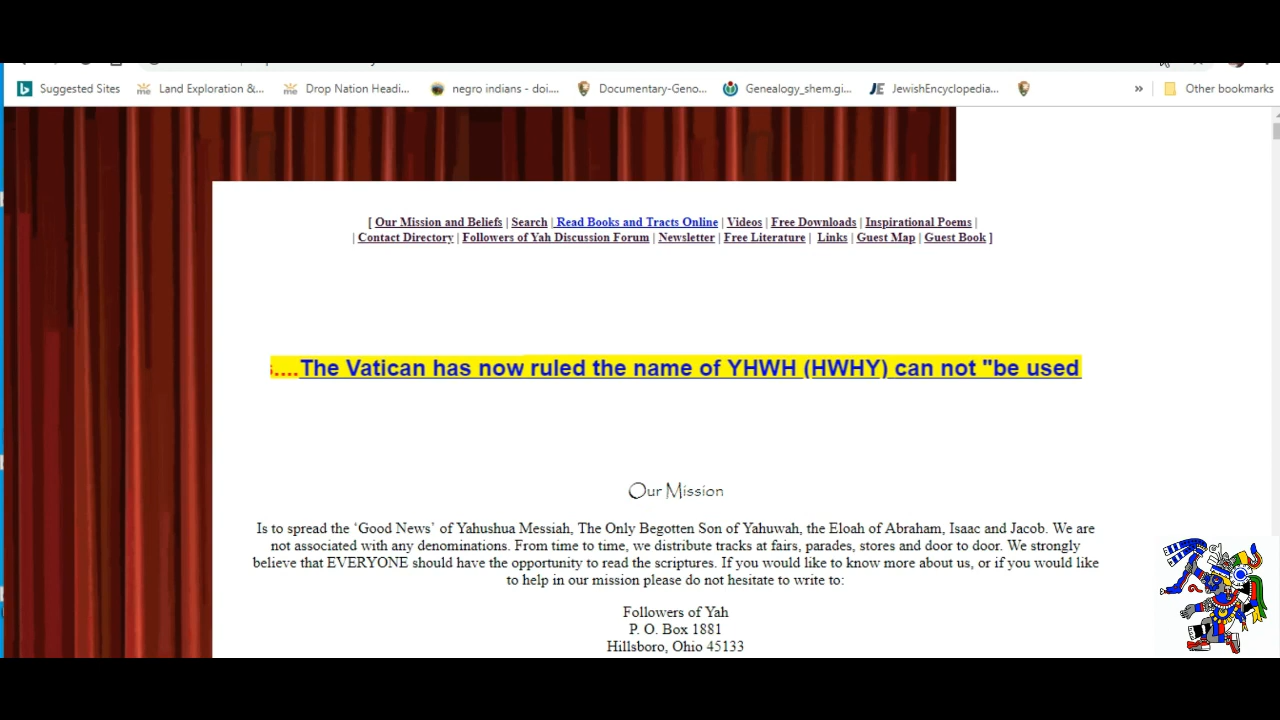 Suggested Sites Land Exploration &... Drop Nation Headi... negro indians - doi.... Documentary-Geno... Genealogy_shem.gi... JewishEncyclopedia... » Other bookmarks
[ Our Mission and Beliefs | Search | Read Books and Tracts Online | Videos | Free Downloads | Inspirational Poems |
| Contact Directory | Followers of Yah Discussion Forum | Newsletter | Free Literature | Links | Guest Map | Guest Book ]
....The Vatican has now ruled the name of YHWH (HWHY) can not "be used
Our Mission
Is to spread the ‘Good News’ of Yahushua Messiah, The Only Begotten Son of Yahuwah, the Eloah of Abraham, Isaac and Jacob. We are
not associated with any denominations. From time to time, we distribute tracks at fairs, parades, stores and door to door. We strongly
believe that EVERYONE should have the opportunity to read the scriptures. If you would like to know more about us, or if you would like
to help in our mission please do not hesitate to write to:
Followers of Yah
P. O. Box 1881
Hillsboro, Ohio 45133